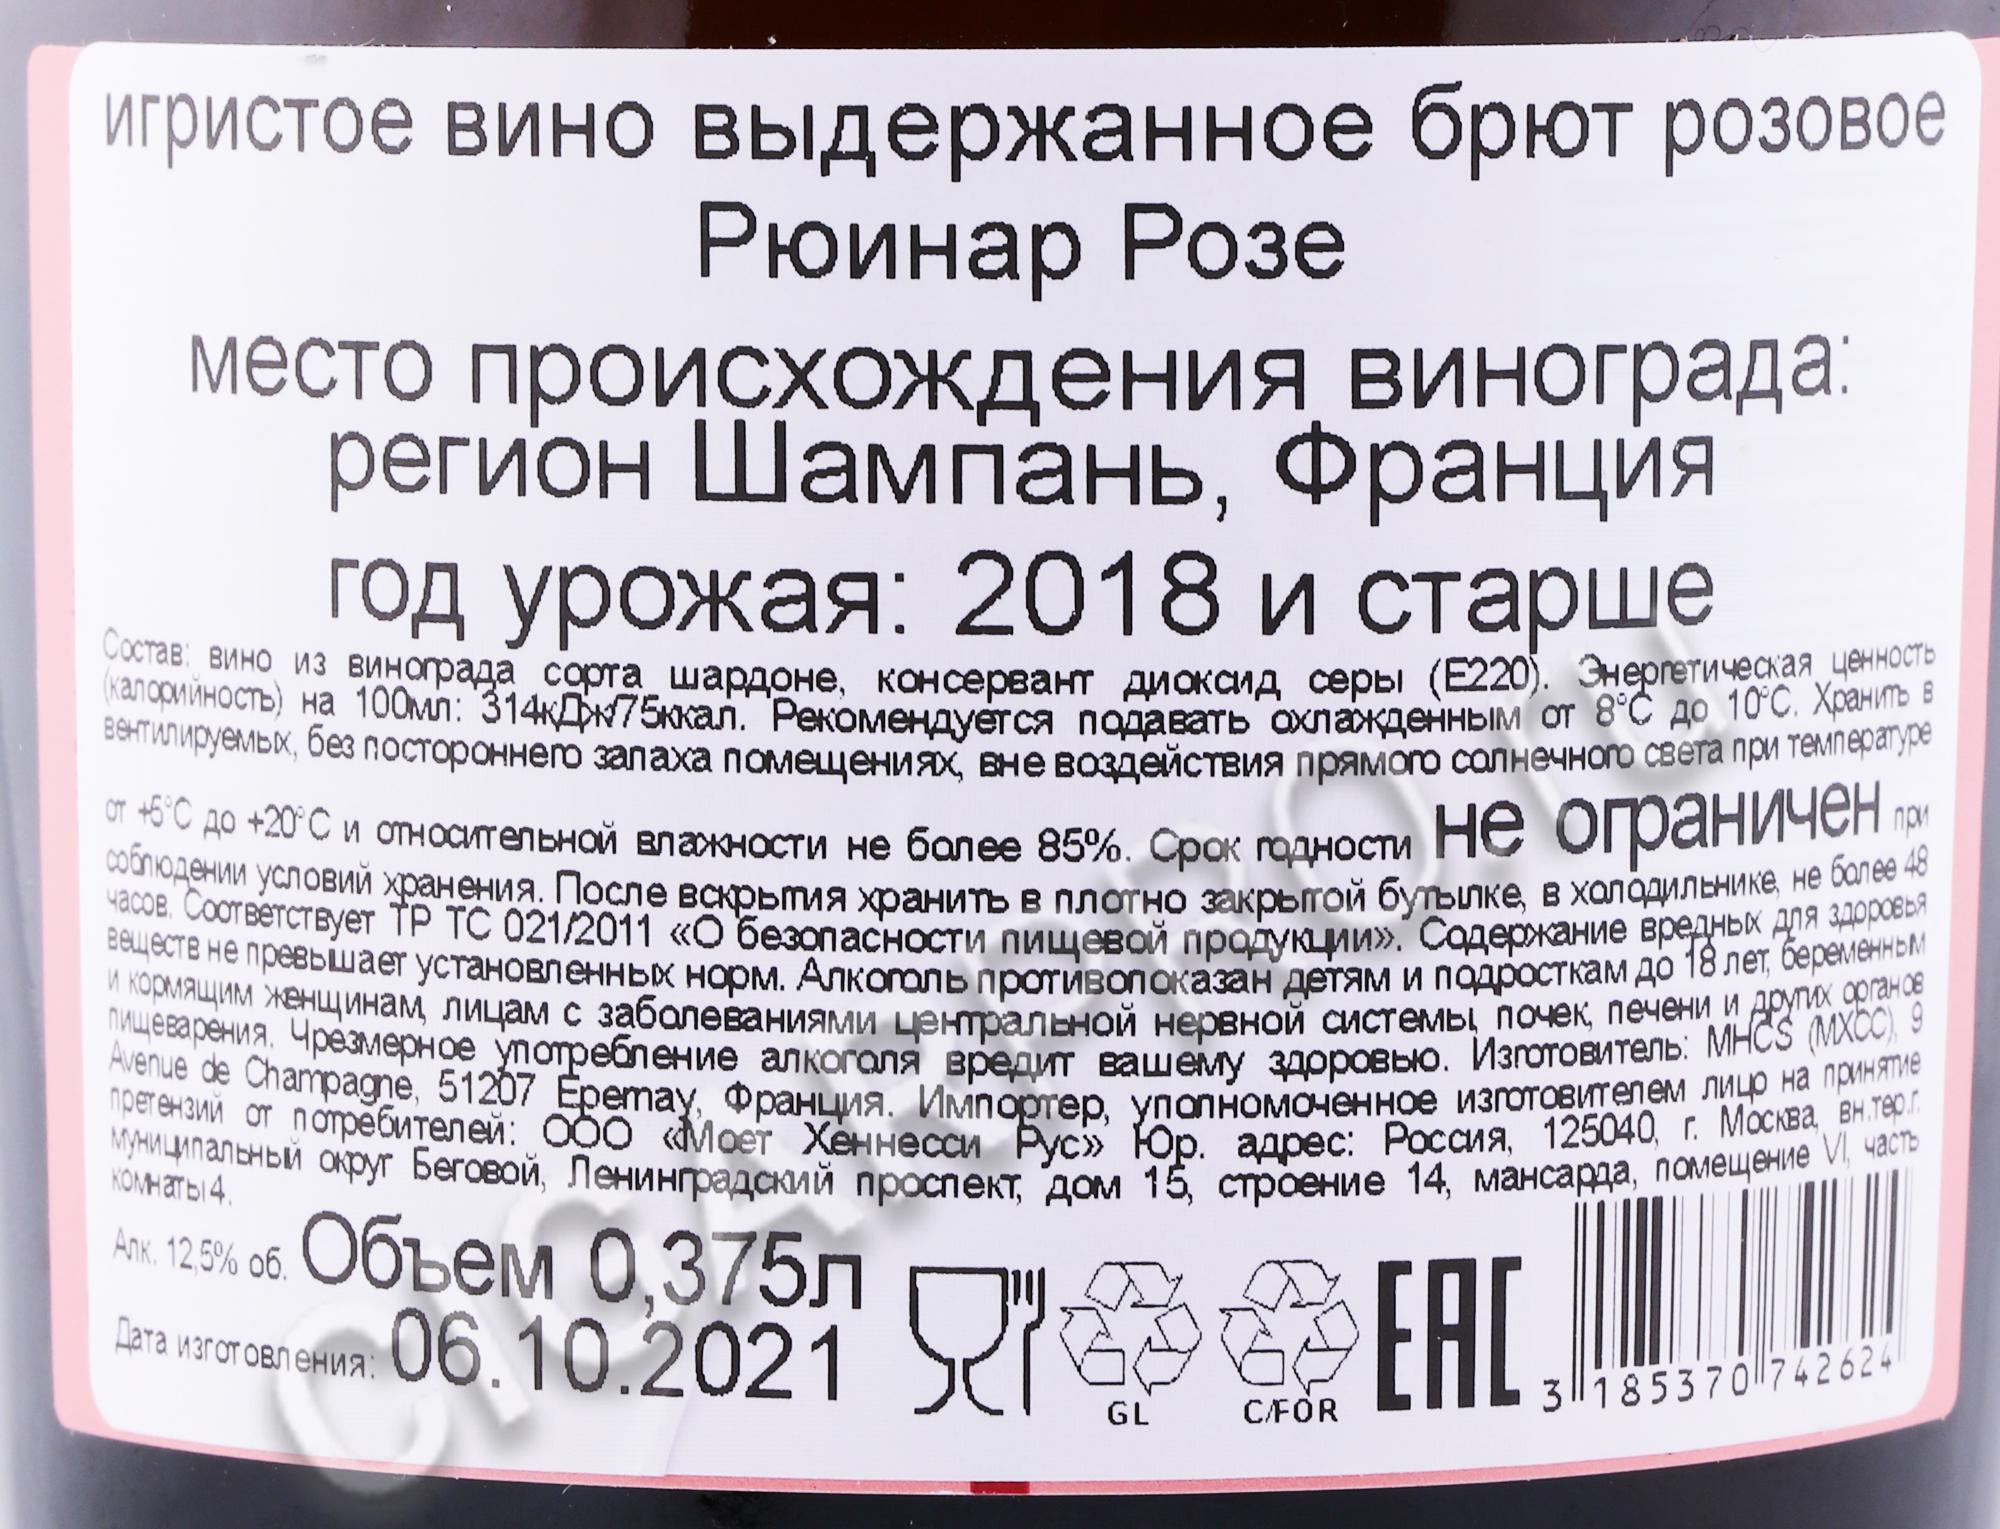 игристое вино выдержанное брют розовое
Рюинар Розе
место происхождения винограда:
регион Шампань, Франция
год урожая: 2018 и старше
Состав: вино из винограда сорта шардоне, консервант диоксид серы (Е220). Энергетическая ценность
(калорийность) на 100мл: 314кДж/75ккал. Рекомендуется подавать охлажденным от 8°С до 10°С. Хранить в
вентилируемых, без постороннего запаха помещениях, вне воздействия прямого солнечного света при температуре
от +5°С до +20°С и относительной влажности не более 85%. Срок годности не ограничен при
соблюдении условий хранения. После вскрытия хранить в плотно закрытой бутылке, в холодильнике, не более 48
часов. Соответствует ТР ТС 021/2011 «О безопасности пищевой продукции». Содержание вредных для здоровья
веществ не превышает установленных норм. Алкоголь противопоказан детям и подросткам до 18 лет, беременным
и кормящим женщинам, лицам с заболеваниями центральной нервной системы, почек, печени и других органов
пищеварения. Чрезмерное употребление алкоголя вредит вашему здоровью. Изготовитель: MHCS (МХСС), 9
Avenue de Champagne, 51207 Epernay, Франция. Импортер, уполномоченное изготовителем лицо на принятие
претензий от потребителей: ООО «Моет Хеннесси Рус» Юр. адрес: Россия, 125040, г. Москва, вн.тер.г.
муниципальный округ Беговой, Ленинградский проспект, дом 15, строение 14, мансарда, помещение VI, часть
комнаты 4.
Алк. 12,5% об. Объем 0,375л
Дата изготовления: 06.10.2021
GL
C/FOR
EAC
3 185370 742624
CIGARPRO.ru